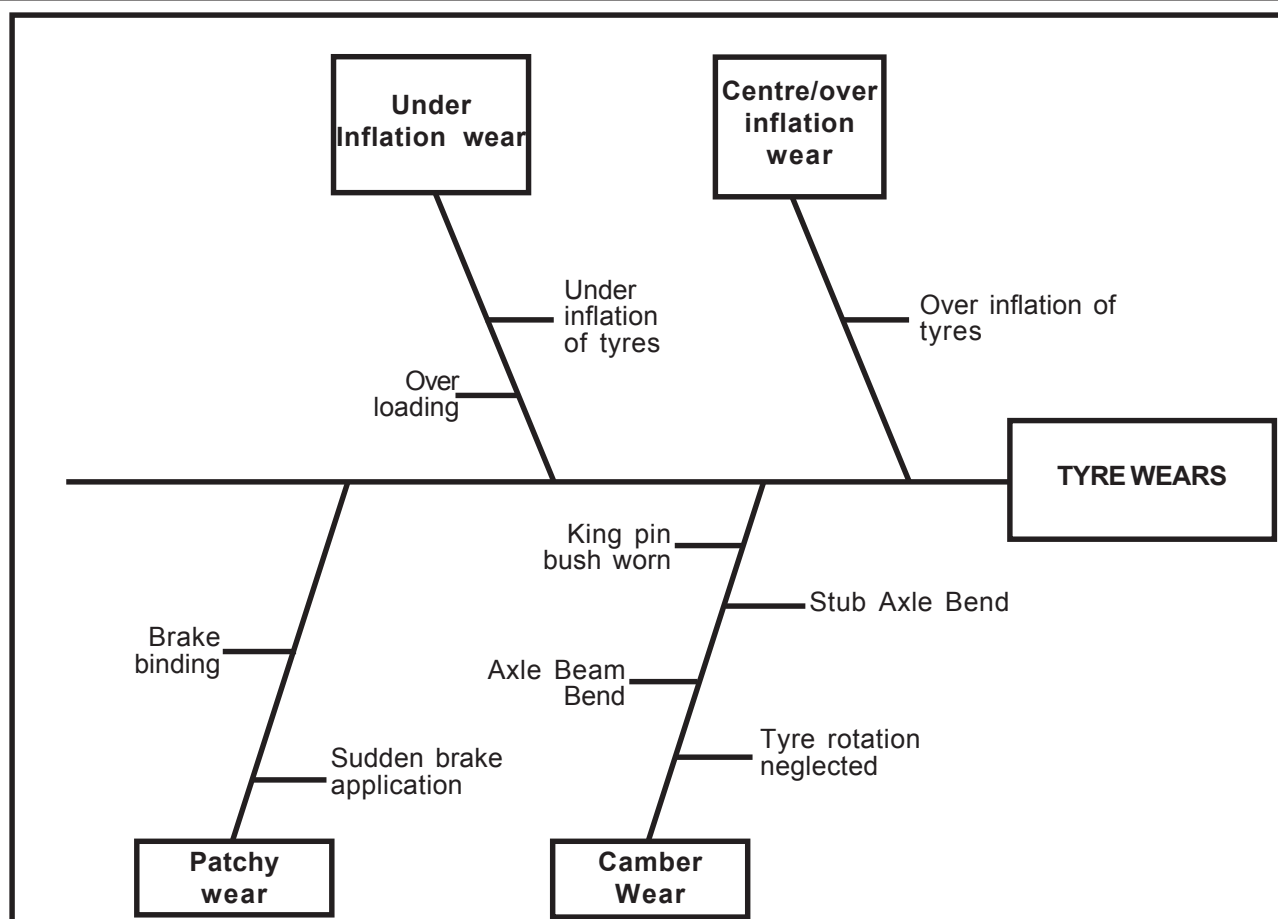 Under
Inflation wear
Centre/over
inflation
wear
Under
inflation
of tyres
Over inflation of
tyres
Over
loading
TYRE WEARS
King pin
bush worn
Stub Axle Bend
Brake
binding
Axle Beam
Bend
Tyre rotation
neglected
Sudden brake
application
Patchy
wear
Camber
Wear